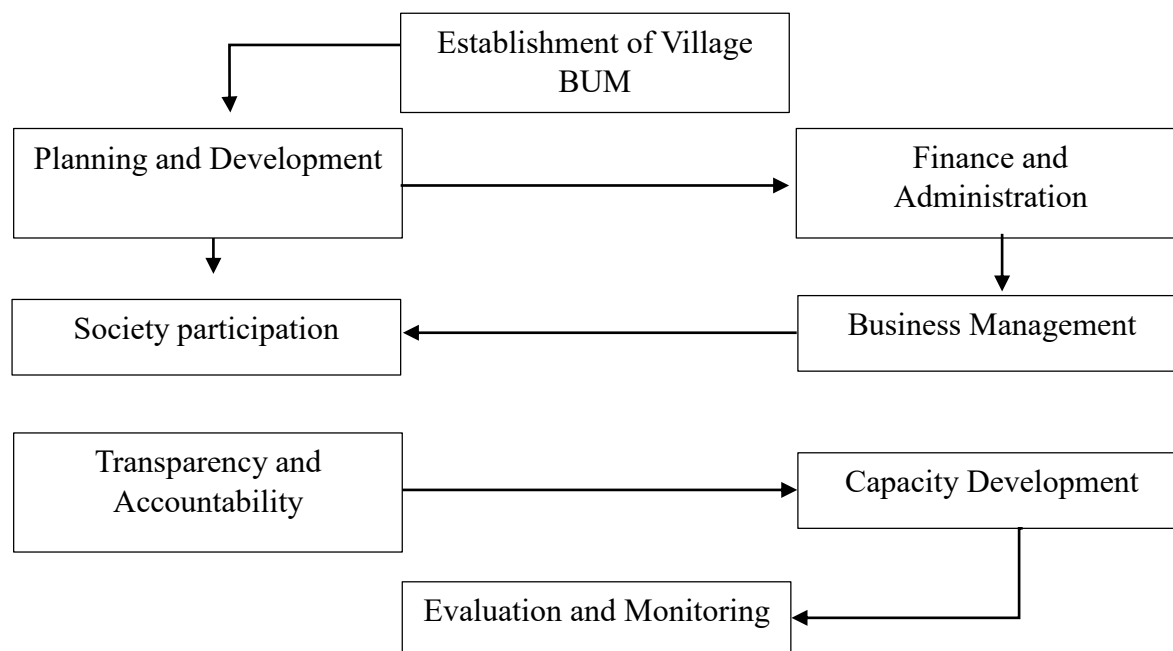 Establishment of Village
BUM
Planning and Development
Finance and
Administration
Society participation
Business Management
Transparency and
Accountability
Capacity Development
Evaluation and Monitoring